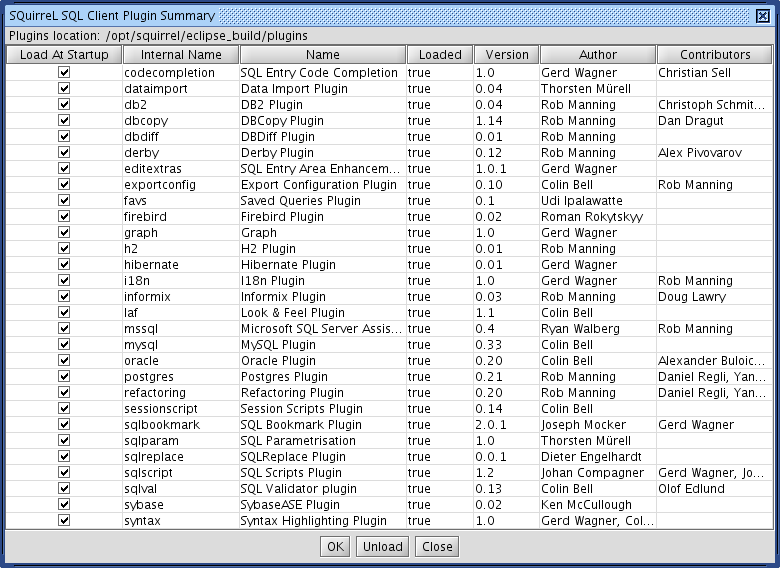 SQuirreL SQL Client Plugin Summary
Plugins location: /opt/squirrel/eclipse_build/plugins
Load At Startup Internal Name Name Loaded Version Author Contributors
codecompletion SQL Entry Code Completion true 1.0 Gerd Wagner Christian Sell
dataimport Data Import Plugin true 0.04 Thorsten Mürell
db2 DB2 Plugin true 0.04 Rob Manning Christoph Schmit...
dbcopy DBCopy Plugin true 1.14 Rob Manning Dan Dragut
dbdiff DBDiff Plugin true 0.01 Rob Manning
derby Derby Plugin true 0.12 Rob Manning Alex Pivovarov
editextras SQL Entry Area Enhancem... true 1.0.1 Gerd Wagner
exportconfig Export Configuration Plugin true 0.10 Colin Bell Rob Manning
favs Saved Queries Plugin true 0.1 Udi Ipalawatte
firebird Firebird Plugin true 0.02 Roman Rokytskyy
graph Graph true 1.0 Gerd Wagner
h2 H2 Plugin true 0.01 Rob Manning
hibernate Hibernate Plugin true 0.01 Gerd Wagner
i18n I18n Plugin true 1.0 Gerd Wagner Rob Manning
informix Informix Plugin true 0.03 Rob Manning Doug Lawry
laf Look & Feel Plugin true 1.1 Colin Bell
mssql Microsoft SQL Server Assis... true 0.4 Ryan Walberg Rob Manning
mysql MySQL Plugin true 0.33 Colin Bell
oracle Oracle Plugin true 0.20 Colin Bell Alexander Buloic...
postgres Postgres Plugin true 0.21 Rob Manning Daniel Regli, Yan...
refactoring Refactoring Plugin true 0.20 Rob Manning Daniel Regli, Yan...
sessionscript Session Scripts Plugin true 0.14 Colin Bell
sqlbookmark SQL Bookmark Plugin true 2.0.1 Joseph Mocker Gerd Wagner
sqlparam SQL Parametrisation true 1.0 Thorsten Mürell
sqlreplace SQLReplace Plugin true 0.0.1 Dieter Engelhardt
sqlscript SQL Scripts Plugin true 1.2 Johan Compagner Gerd Wagner, Jo...
sqlval SQL Validator plugin true 0.13 Colin Bell Olof Edlund
sybase SybaseASE Plugin true 0.02 Ken McCullough
syntax Syntax Highlighting Plugin true 1.0 Gerd Wagner, Col...
OK Unload Close